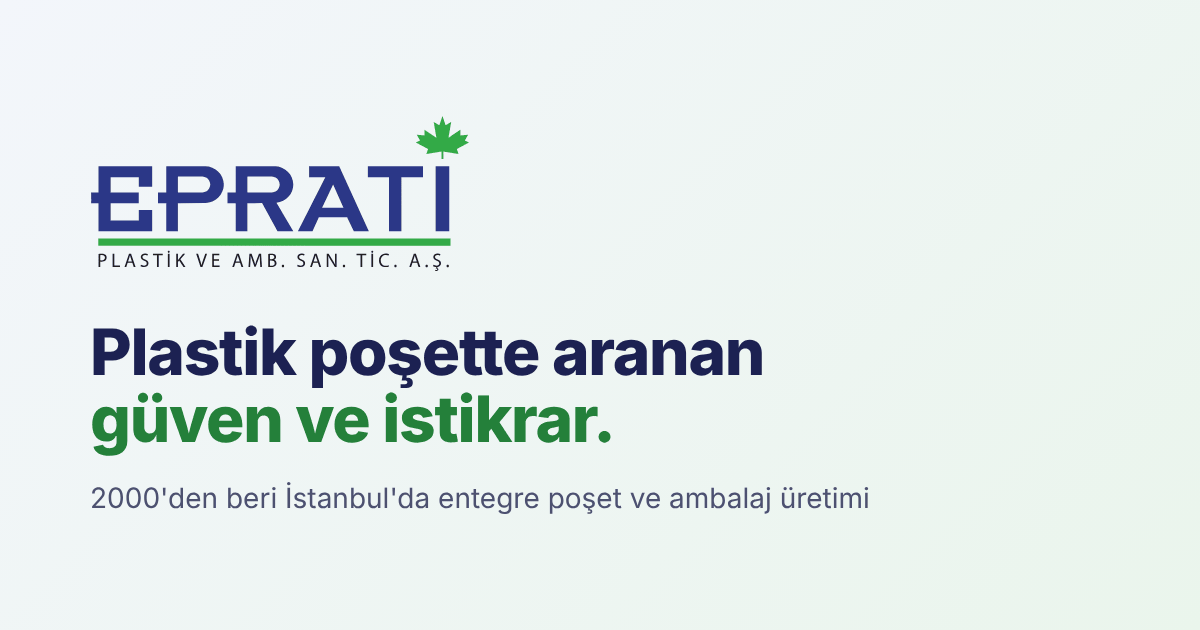 EPRATİ
PLASTİK VE AMB. SAN. TİC. A.Ş.
Plastik poşette aranan
güven ve istikrar.
2000'den beri İstanbul'da entegre poşet ve ambalaj üretimi